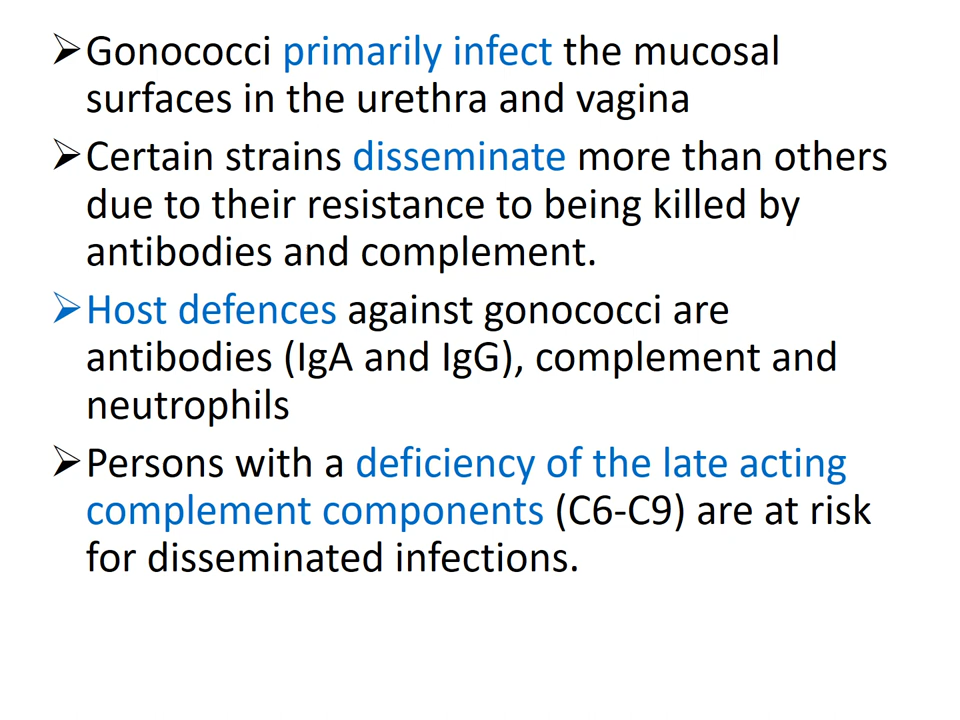 ➢Gonococci primarily infect the mucosal
surfaces in the urethra and vagina
➢Certain strains disseminate more than others
due to their resistance to being killed by
antibodies and complement.
➢Host defences against gonococci are
antibodies (IgA and IgG), complement and
neutrophils
➢Persons with a deficiency of the late acting
complement components (C6-C9) are at risk
for disseminated infections.